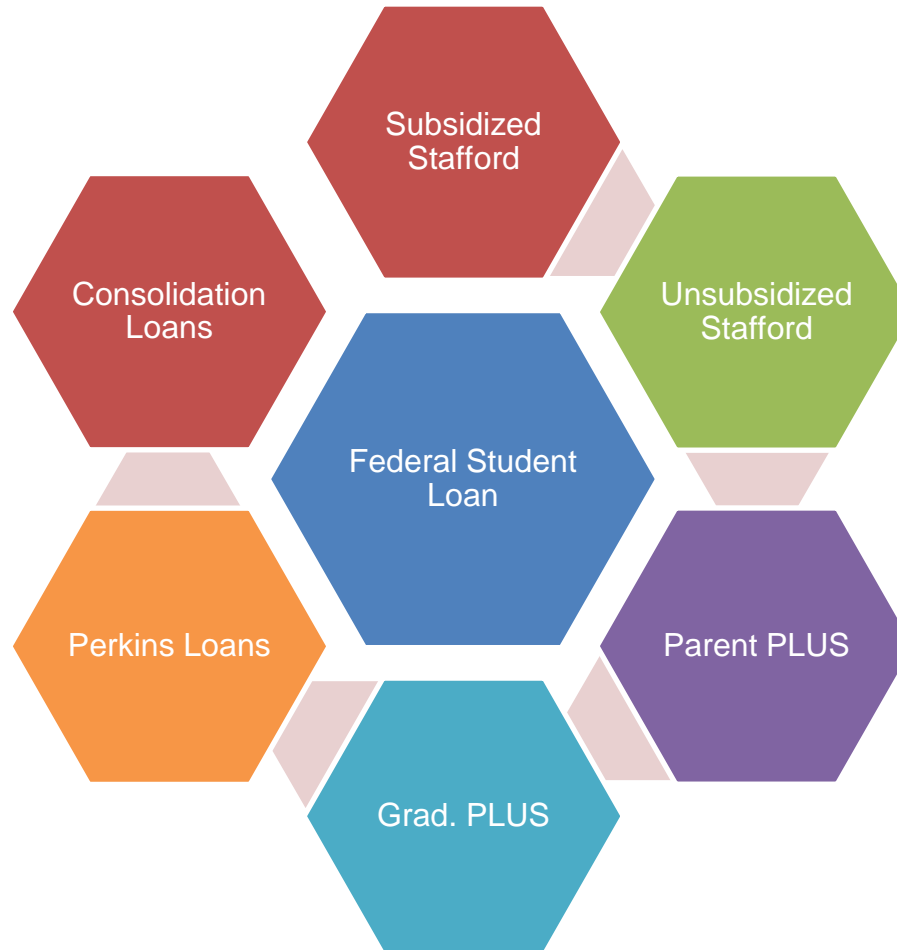 Subsidized
Stafford
Consolidation
Loans
Unsubsidized
Stafford
Federal Student
Loan
Perkins Loans
Parent PLUS
Grad. PLUS